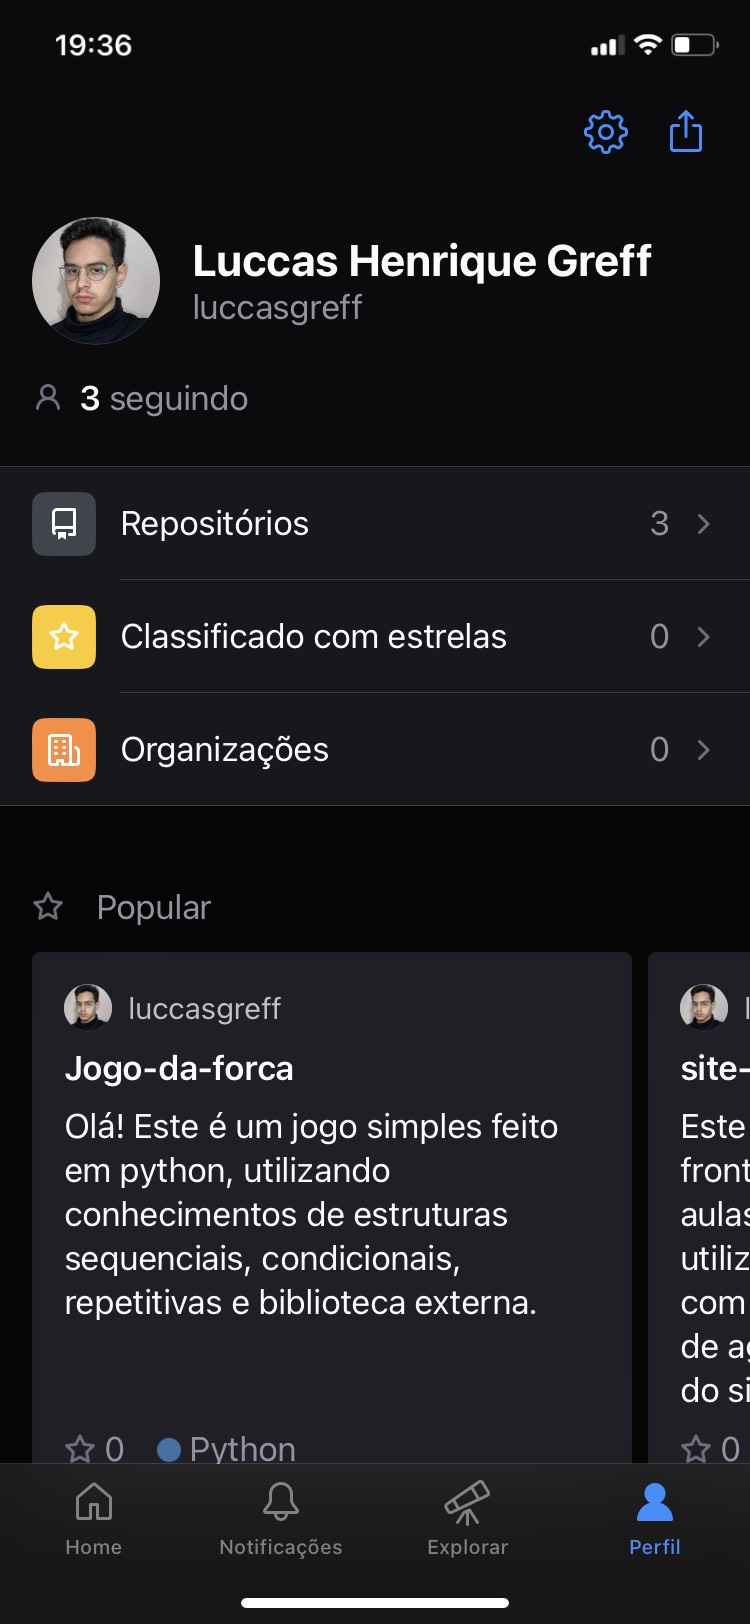 19:36
Luccas Henrique Greff
luccasgreff
3 seguindo
Repositórios 3
Classificado com estrelas 0
Organizações 0
Popular
luccasgreff
Jogo-da-forca
Olá! Este é um jogo simples feito
em python, utilizando
conhecimentos de estruturas
sequenciais, condicionais,
repetitivas e biblioteca externa.
0 Python
site-
Este
front
aulas
utiliz
com
de ag
do si
0
Home
Notificações
Explorar
Perfil